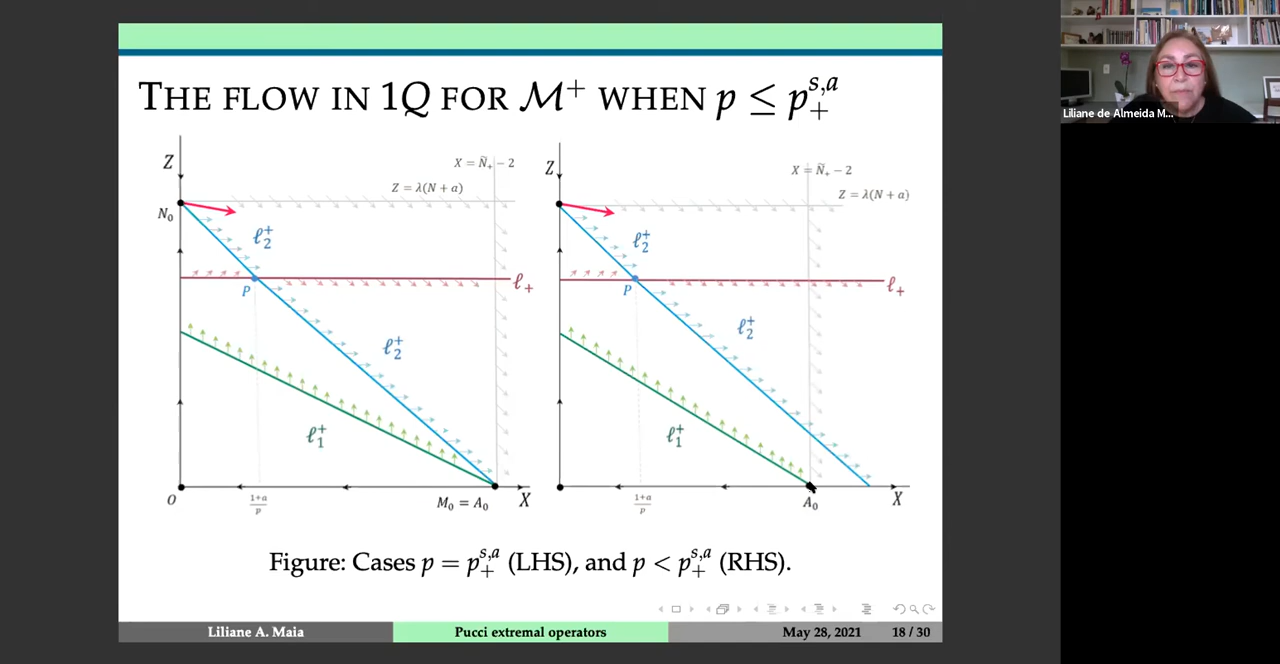 THE FLOW IN 1Q FOR M⁺ WHEN p ≤ p₊^{s,a}
Z
X = Ñ₊ − 2
Z = λ(N + a)
N₀
ℓ₂⁺
ℓ₊
P
ℓ₂⁺
ℓ₁⁺
O
1+a
p
M₀ = A₀
X
Z
X = Ñ₊ − 2
Z = λ(N + a)
ℓ₂⁺
ℓ₊
P
ℓ₂⁺
ℓ₁⁺
1+a
p
A₀
X
Figure: Cases p = p₊^{s,a} (LHS), and p < p₊^{s,a} (RHS).
Liliane A. Maia
Pucci extremal operators
May 28, 2021
18 / 30
Liliane de Almeida M...